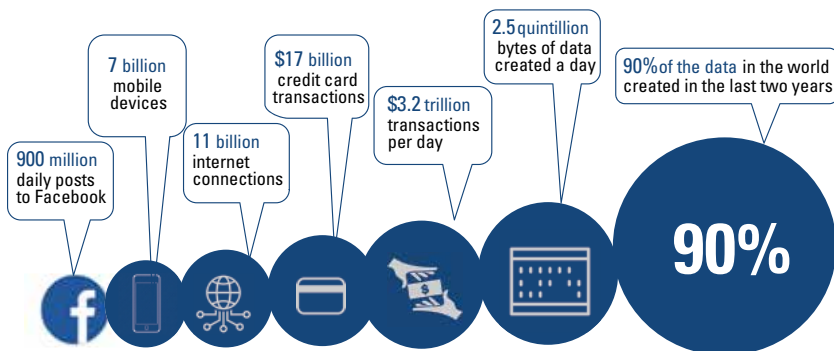 900 million
daily posts
to Facebook
7 billion
mobile
devices
11 billion
internet
connections
$17 billion
credit card
transactions
$3.2 trillion
transactions
per day
2.5 quintillion
bytes of data
created a day
90% of the data in the world
created in the last two years
f
$
90%